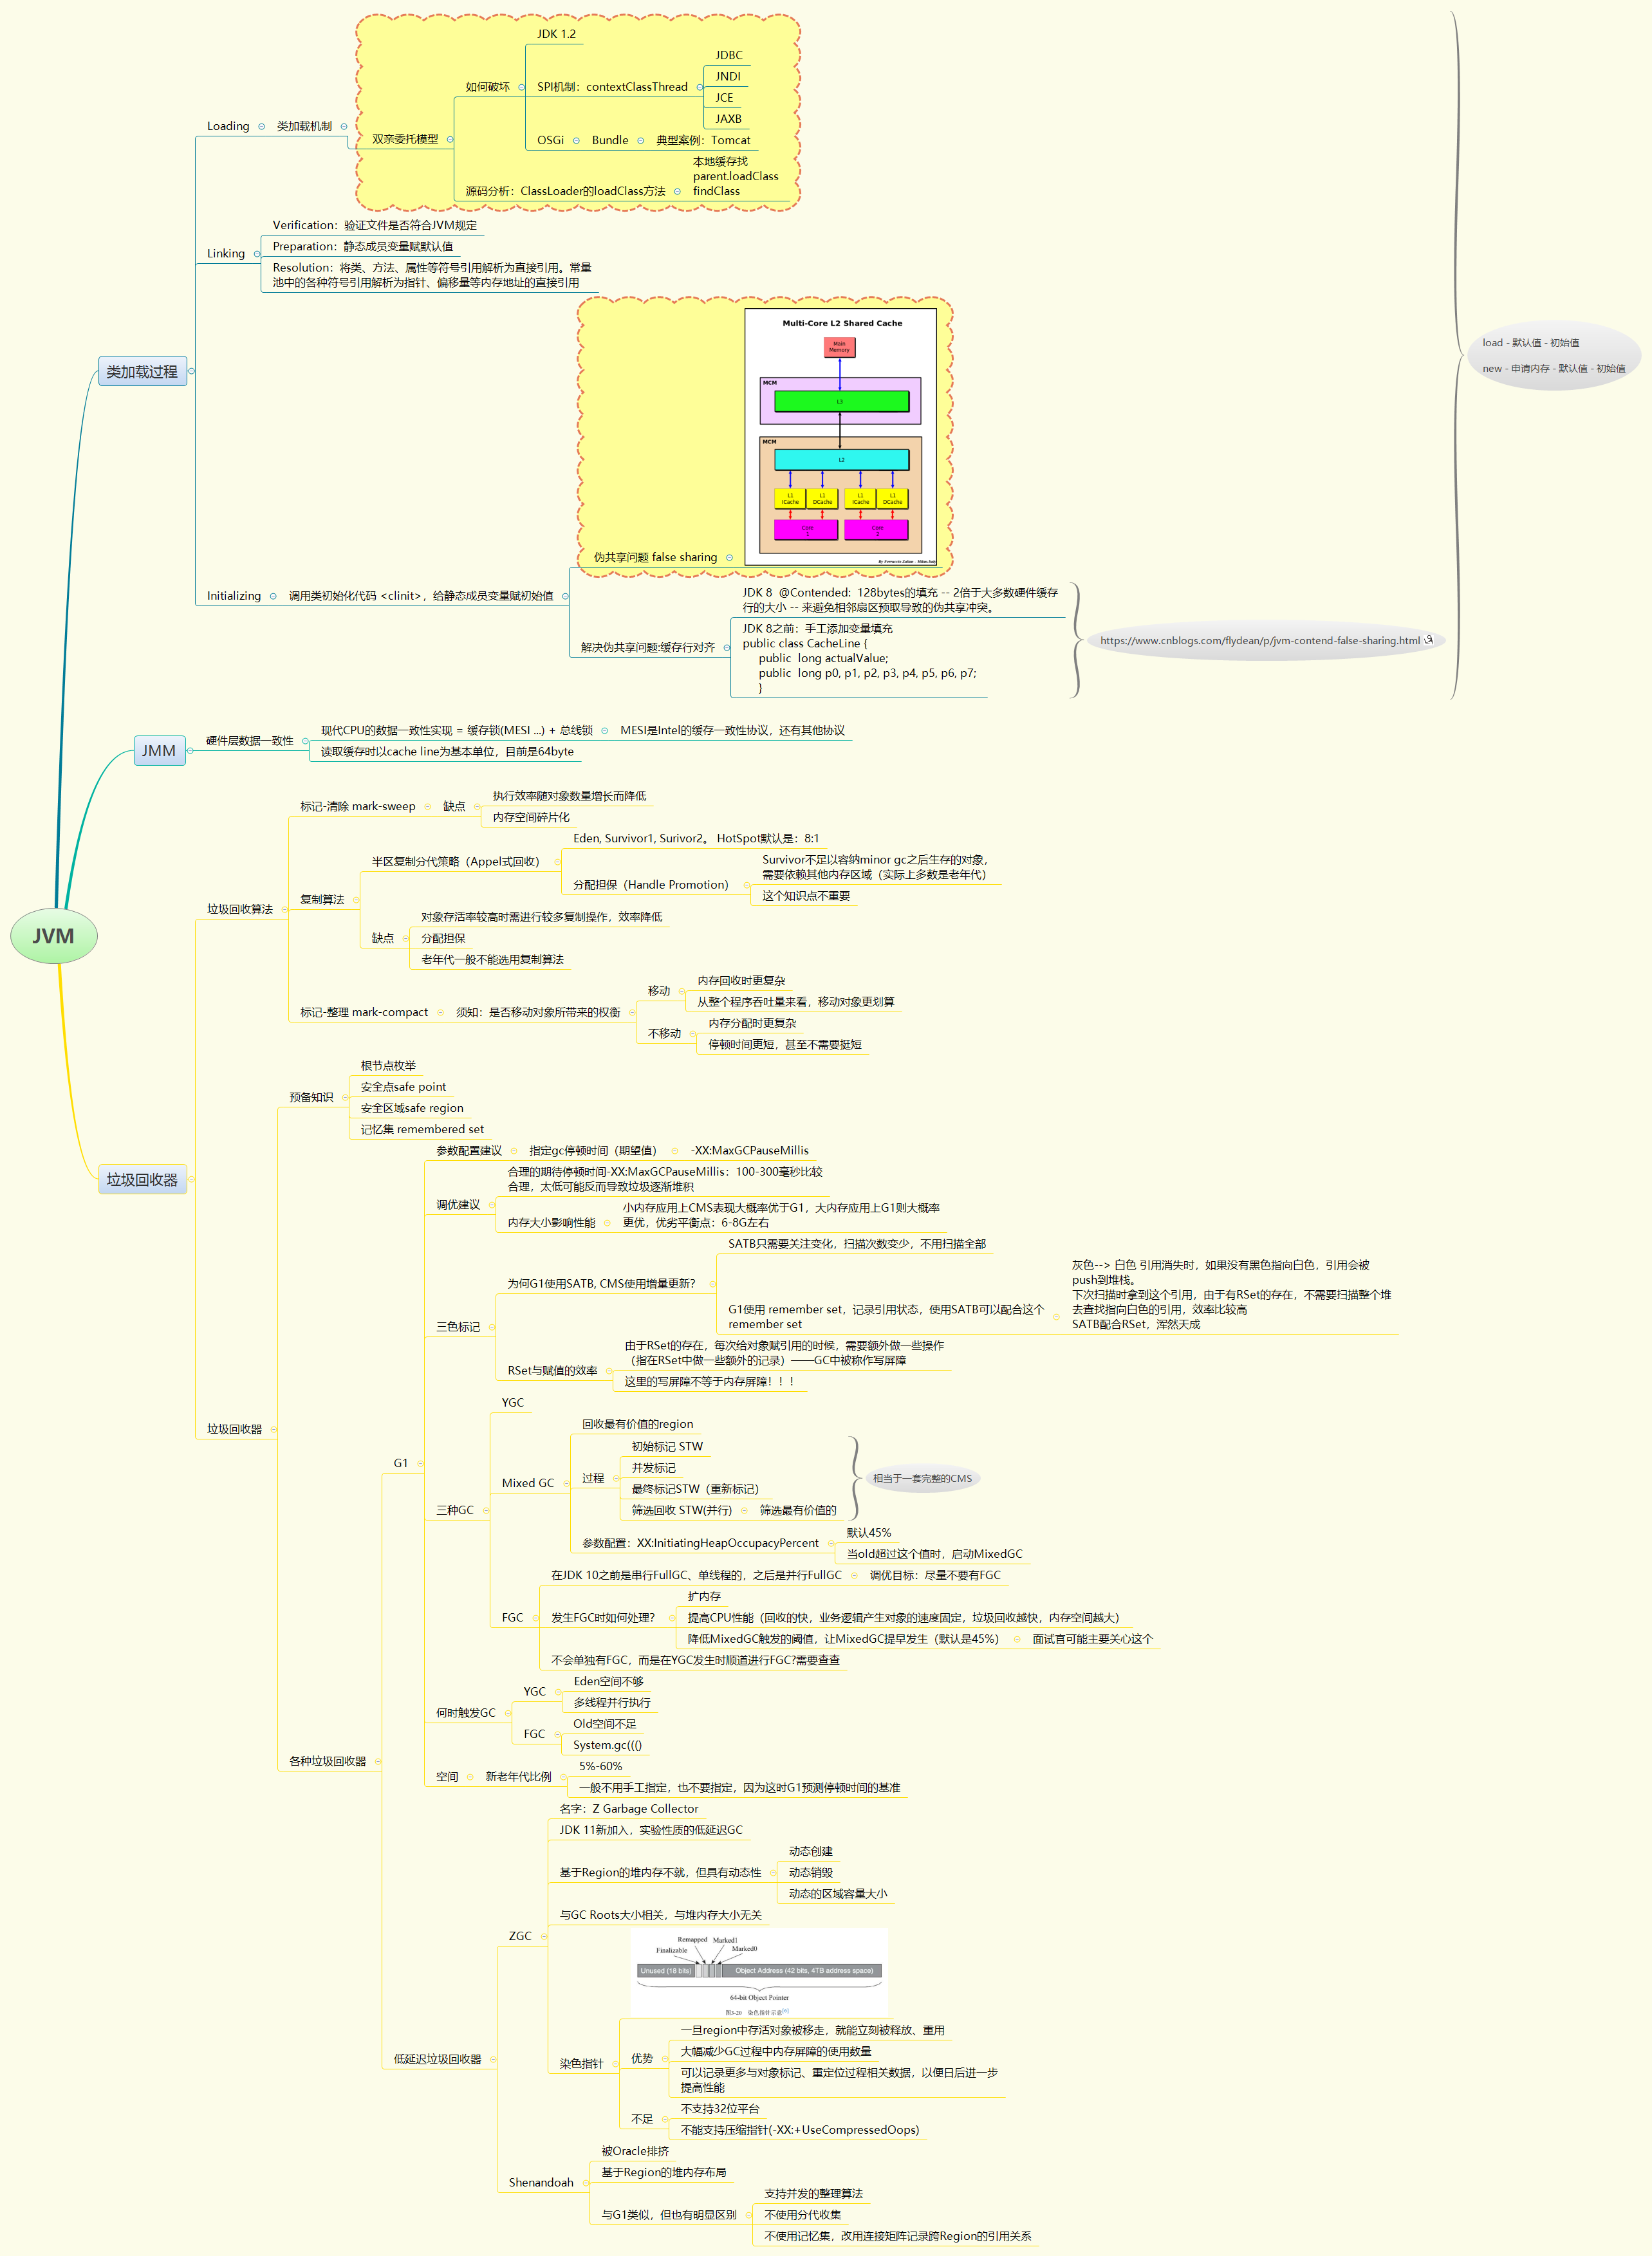 JVM
类加载过程
Loading
类加载机制
双亲委托模型
如何破坏
JDK 1.2
SPI机制：contextClassThread
JDBC
JNDI
JCE
JAXB
OSGi
Bundle
典型案例：Tomcat
源码分析：ClassLoader的loadClass方法
本地缓存找
parent.loadClass
findClass
Linking
Verification：验证文件是否符合JVM规定
Preparation：静态成员变量赋默认值
Resolution：将类、方法、属性等符号引用解析为直接引用。常量
池中的各种符号引用解析为指针、偏移量等内存地址的直接引用
Initializing
调用类初始化代码 <clinit>，给静态成员变量赋初始值
伪共享问题 false sharing
Multi-Core L2 Shared Cache
Main
Memory
MCM
L3
MCM
L2
L1
ICache
L1
DCache
L1
ICache
L1
DCache
Core
1
Core
2
解决伪共享问题:缓存行对齐
JDK 8  @Contended:  128bytes的填充 -- 2倍于大多数硬件缓存
行的大小 -- 来避免相邻扇区预取导致的伪共享冲突。
JDK 8之前：手工添加变量填充
public class CacheLine {
public  long actualValue;
public  long p0, p1, p2, p3, p4, p5, p6, p7;
}
https://www.cnblogs.com/flydean/p/jvm-contend-false-sharing.html
load - 默认值 - 初始值
new - 申请内存 - 默认值 - 初始值
JMM
硬件层数据一致性
现代CPU的数据一致性实现 = 缓存锁(MESI ...) + 总线锁
MESI是Intel的缓存一致性协议，还有其他协议
读取缓存时以cache line为基本单位，目前是64byte
垃圾回收器
垃圾回收算法
标记-清除 mark-sweep
缺点
执行效率随对象数量增长而降低
内存空间碎片化
复制算法
半区复制分代策略（Appel式回收）
Eden, Survivor1, Surivor2。 HotSpot默认是：8:1
分配担保（Handle Promotion）
Survivor不足以容纳minor gc之后生存的对象，
需要依赖其他内存区域（实际上多数是老年代）
这个知识点不重要
缺点
对象存活率较高时需进行较多复制操作，效率降低
分配担保
老年代一般不能选用复制算法
标记-整理 mark-compact
须知：是否移动对象所带来的权衡
移动
内存回收时更复杂
从整个程序吞吐量来看，移动对象更划算
不移动
内存分配时更复杂
停顿时间更短，甚至不需要挺短
垃圾回收器
预备知识
根节点枚举
安全点safe point
安全区域safe region
记忆集 remembered set
各种垃圾回收器
G1
参数配置建议
指定gc停顿时间（期望值）
-XX:MaxGCPauseMillis
调优建议
合理的期待停顿时间-XX:MaxGCPauseMillis：100-300毫秒比较
合理，太低可能反而导致垃圾逐渐堆积
内存大小影响性能
小内存应用上CMS表现大概率优于G1，大内存应用上G1则大概率
更优，优劣平衡点：6-8G左右
三色标记
为何G1使用SATB, CMS使用增量更新？
SATB只需要关注变化，扫描次数变少，不用扫描全部
G1使用 remember set，记录引用状态，使用SATB可以配合这个
remember set
灰色--> 白色 引用消失时，如果没有黑色指向白色，引用会被
push到堆栈。
下次扫描时拿到这个引用，由于有RSet的存在，不需要扫描整个堆
去查找指向白色的引用，效率比较高
SATB配合RSet，浑然天成
RSet与赋值的效率
由于RSet的存在，每次给对象赋引用的时候，需要额外做一些操作
（指在RSet中做一些额外的记录）——GC中被称作写屏障
这里的写屏障不等于内存屏障！！！
三种GC
YGC
Mixed GC
回收最有价值的region
过程
初始标记 STW
并发标记
最终标记STW（重新标记）
筛选回收 STW(并行)
筛选最有价值的
相当于一套完整的CMS
参数配置：XX:InitiatingHeapOccupacyPercent
默认45%
当old超过这个值时，启动MixedGC
FGC
在JDK 10之前是串行FullGC、单线程的，之后是并行FullGC
调优目标：尽量不要有FGC
发生FGC时如何处理？
扩内存
提高CPU性能（回收的快，业务逻辑产生对象的速度固定，垃圾回收越快，内存空间越大）
降低MixedGC触发的阈值，让MixedGC提早发生（默认是45%）
面试官可能主要关心这个
不会单独有FGC，而是在YGC发生时顺道进行FGC?需要查查
何时触发GC
YGC
Eden空间不够
多线程并行执行
FGC
Old空间不足
System.gc((()
空间
新老年代比例
5%-60%
一般不用手工指定，也不要指定，因为这时G1预测停顿时间的基准
低延迟垃圾回收器
ZGC
名字：Z Garbage Collector
JDK 11新加入，实验性质的低延迟GC
基于Region的堆内存不就，但具有动态性
动态创建
动态销毁
动态的区域容量大小
与GC Roots大小相关，与堆内存大小无关
染色指针
Remapped
Marked1
Finalizable
Marked0
Unused (18 bits)
Object Address (42 bits, 4TB address space)
64-bit Object Pointer
图3-20 染色指针示意[6]
优势
一旦region中存活对象被移走，就能立刻被释放、重用
大幅减少GC过程中内存屏障的使用数量
可以记录更多与对象标记、重定位过程相关数据，以便日后进一步
提高性能
不足
不支持32位平台
不能支持压缩指针(-XX:+UseCompressedOops)
Shenandoah
被Oracle排挤
基于Region的堆内存布局
与G1类似，但也有明显区别
支持并发的整理算法
不使用分代收集
不使用记忆集，改用连接矩阵记录跨Region的引用关系